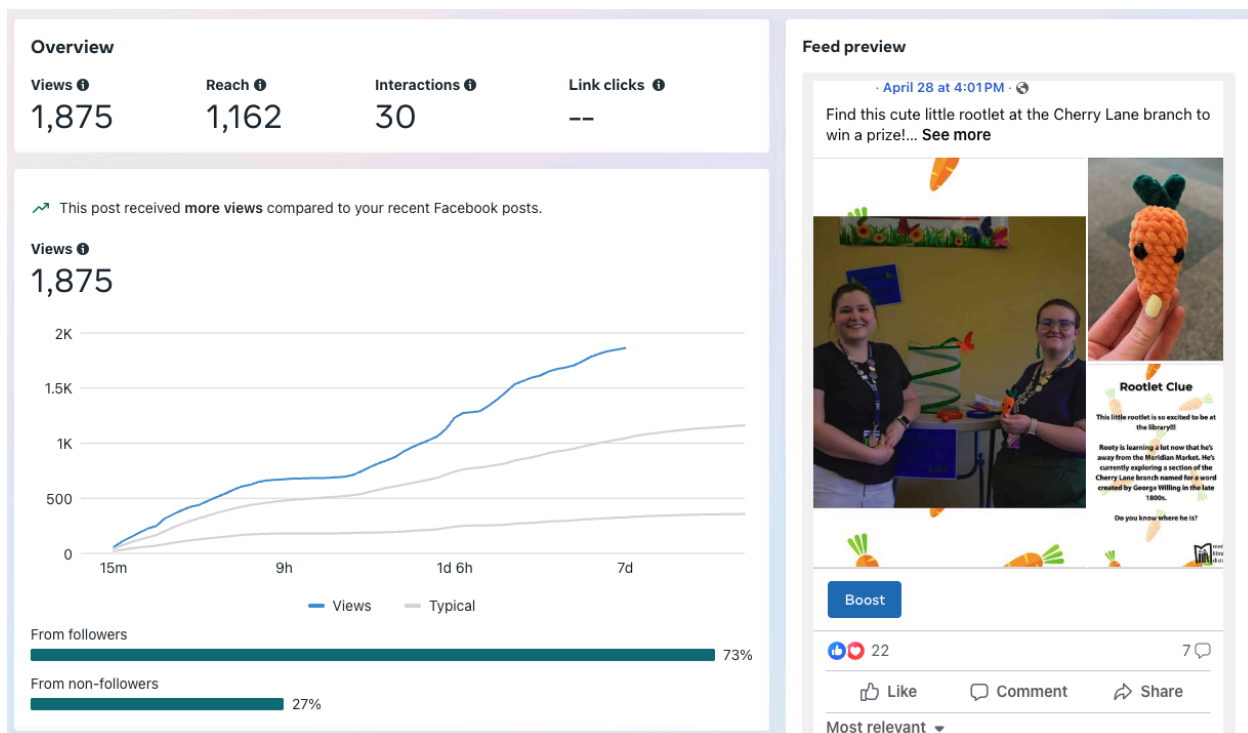 Overview
Views
Reach
Interactions
Link clicks
1,875
1,162
30
--
This post received more views compared to your recent Facebook posts.
Views
1,875
2K
1.5K
1K
500
0
15m
9h
1d 6h
7d
Views
Typical
From followers
73%
From non-followers
27%
Feed preview
· April 28 at 4:01 PM ·
Find this cute little rootlet at the Cherry Lane branch to
win a prize!... See more
Rootlet Clue
This little rootlet is so excited to be at
the library!!!
Rooty is learning a lot now that he's
away from the Meridian Market. He's
currently exploring a section of the
Cherry Lane branch named for a word
created by George Willing in the late
1800s.
Do you know where he is?
Boost
22
7
Like
Comment
Share
Most relevant